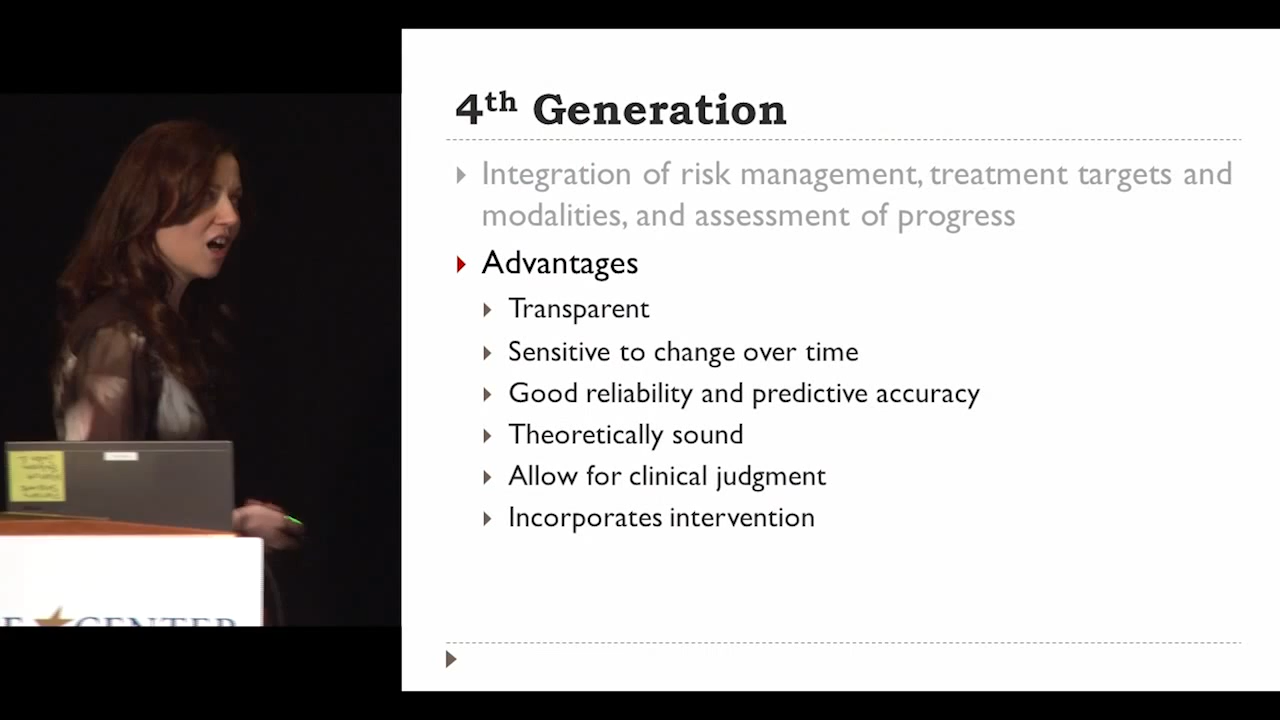 4th Generation
Integration of risk management, treatment targets and
modalities, and assessment of progress
Advantages
Transparent
Sensitive to change over time
Good reliability and predictive accuracy
Theoretically sound
Allow for clinical judgment
Incorporates intervention
CENTER